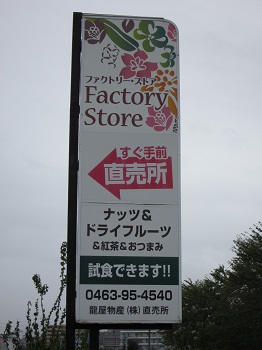 ファクトリー・ストア
Factory
Store
すぐ手前
直売所
ナッツ&
ドライフルーツ
&紅茶&おつまみ
試食できます!!
0463-95-4540
龍屋物産(株)直売所